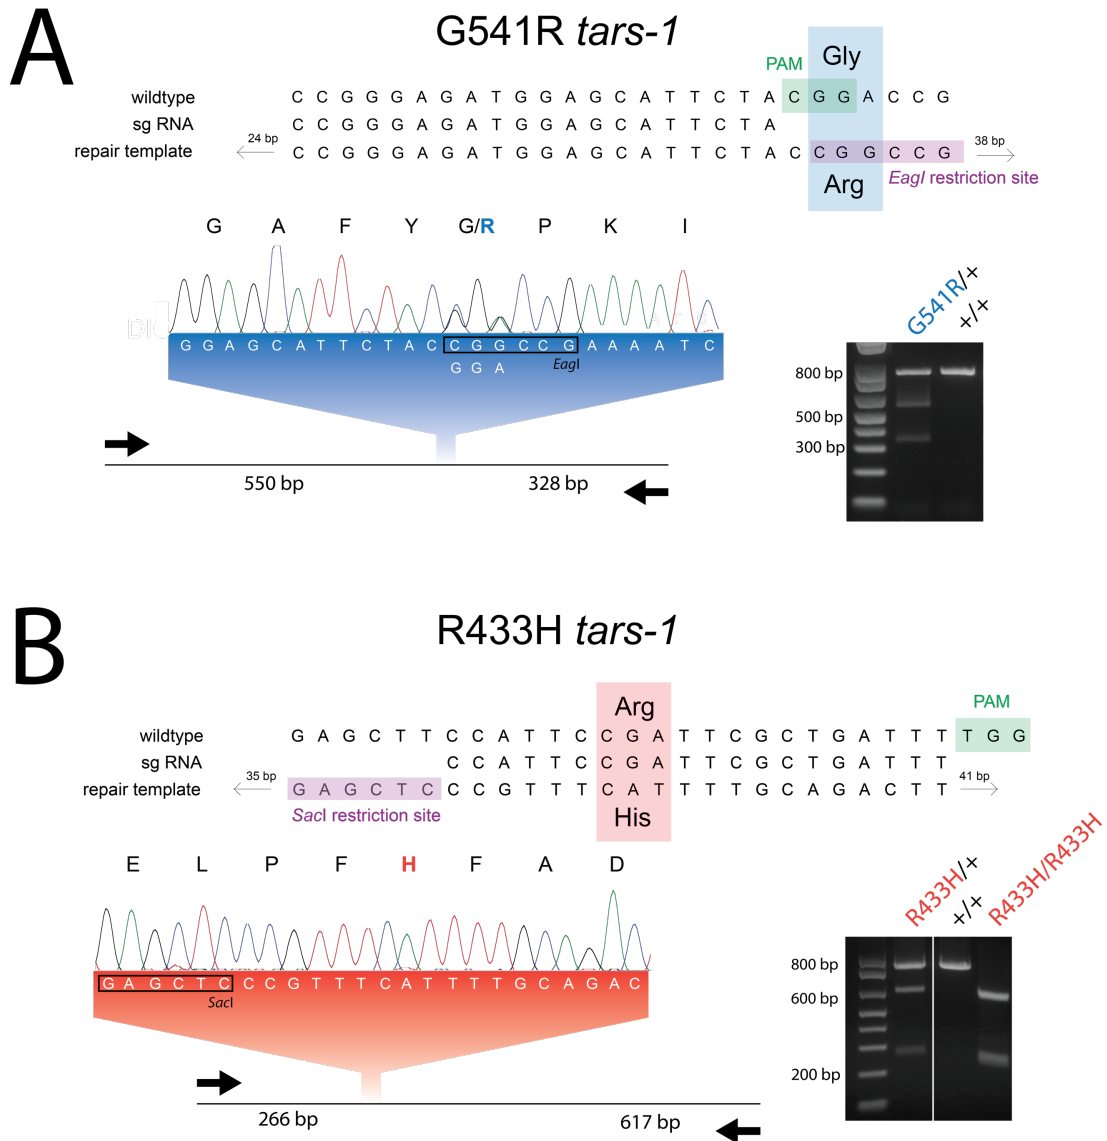 A
G541R tars-1
PAM
Gly
wildtype
C C G G G A G A T G G A G C A T T C T A C G G A C C G
sg RNA
C C G G G A G A T G G A G C A T T C T A
24 bp
repair template
C C G G G A G A T G G A G C A T T C T A C C G G C C G
38 bp
Arg
EagI restriction site
G A F Y G/R P K I
G G A G C A T T C T A C C G G C C G A A A A T C
EagI
G G A
550 bp
328 bp
G541R/+
+/+
800 bp
500 bp
300 bp
B
R433H tars-1
Arg
PAM
wildtype
G A G C T T C C A T T C C G A T T C G C T G A T T T T G G
sg RNA
C C A T T C C G A T T C G C T G A T T T
35 bp
repair template
G A G C T C C C G T T T C A T T T T G C A G A C T T
41 bp
SacI restriction site
His
E L P F H F A D
G A G C T C C C G T T T C A T T T T G C A G A C
SacI
266 bp
617 bp
R433H/+
+/+
R433H/R433H
800 bp
600 bp
200 bp